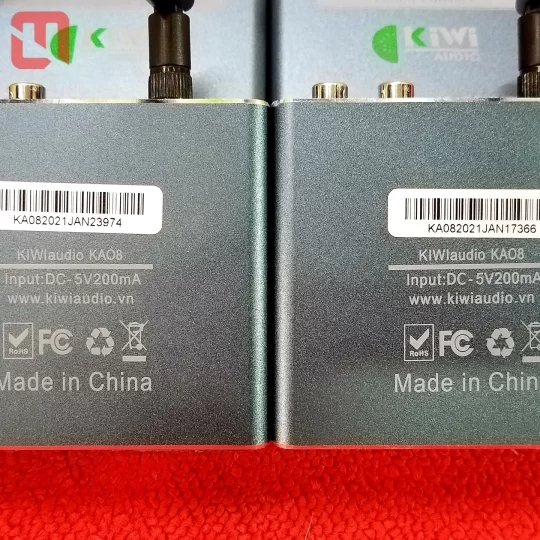 KiWi
AUDIO
KA082021JAN23974
KIWIaudio KA08
Input:DC-5V200mA
www.kiwiaudio.vn
RoHS FC
Made in China
KA082021JAN17366
KIWIaudio KA08
Input:DC-5V200mA
www.kiwiaudio.vn
RoHS FC
Made in China